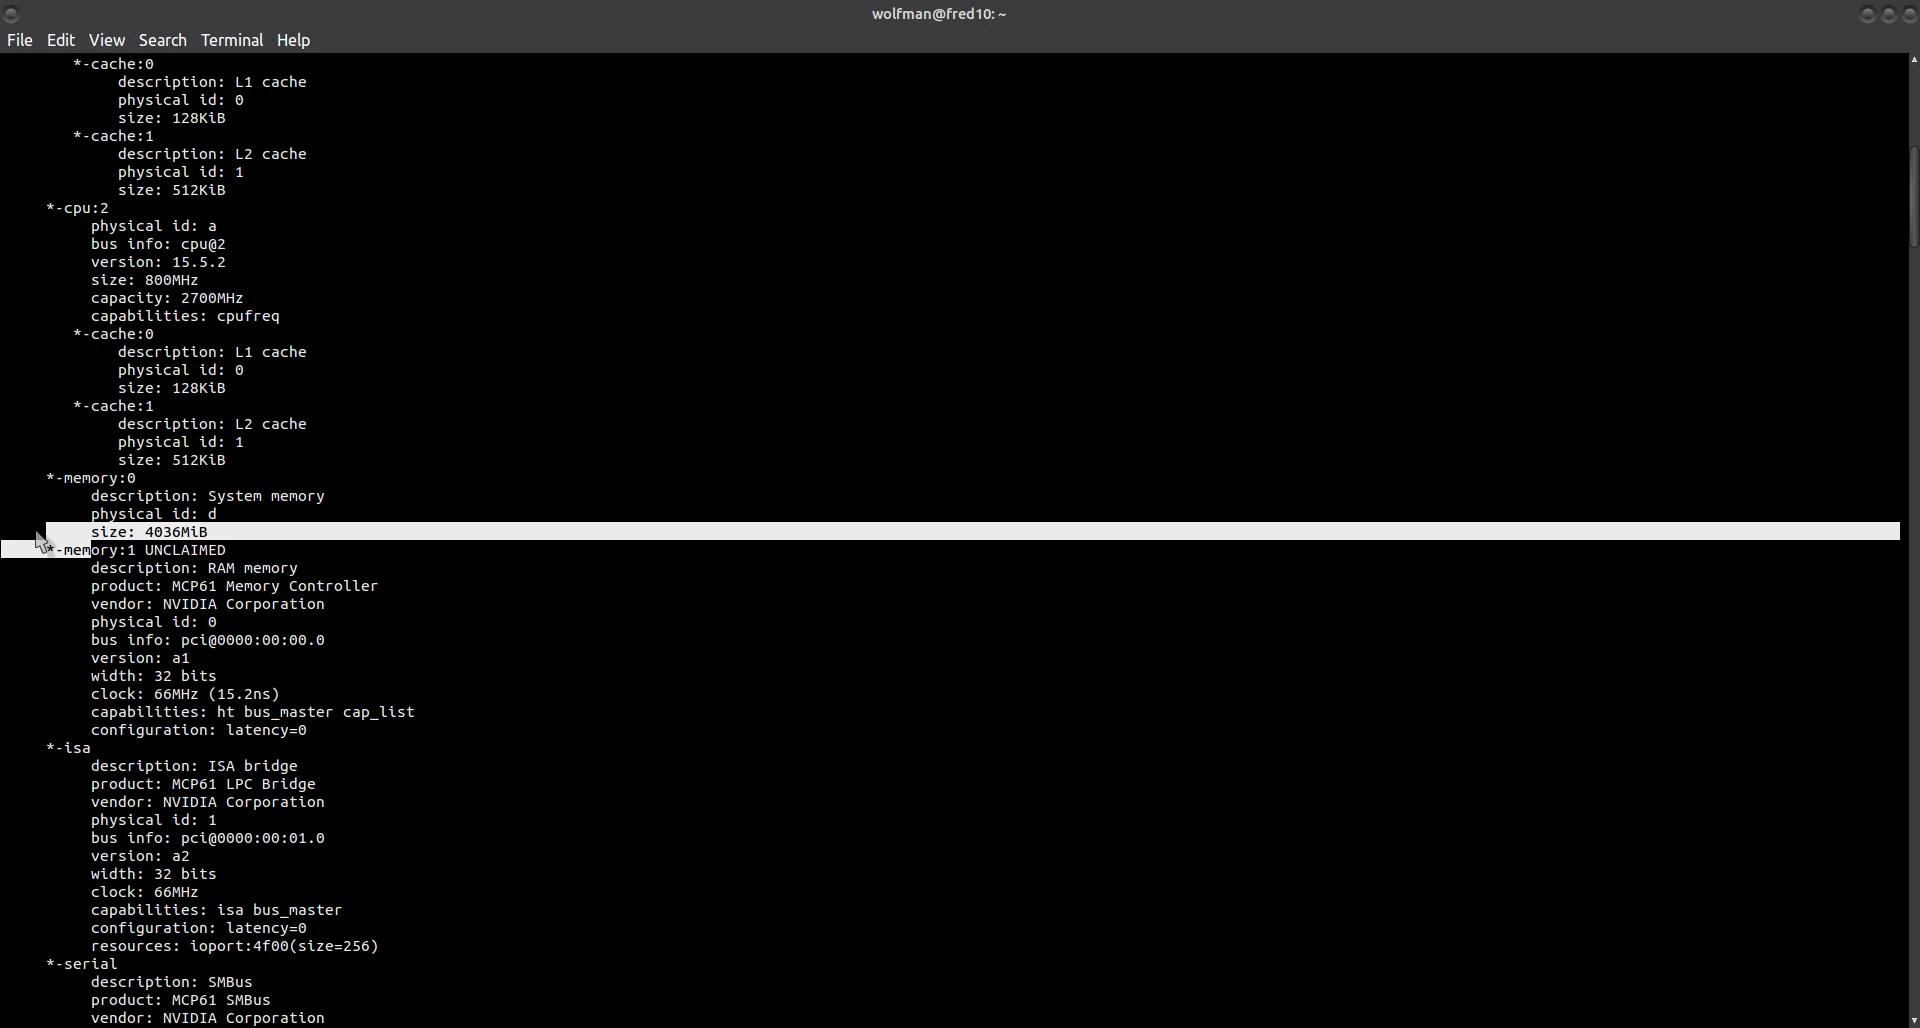 wolfman@fred10: ~
File Edit View Search Terminal Help
*-cache:0
description: L1 cache
physical id: 0
size: 128KiB
*-cache:1
description: L2 cache
physical id: 1
size: 512KiB
*-cpu:2
physical id: a
bus info: cpu@2
version: 15.5.2
size: 800MHz
capacity: 2700MHz
capabilities: cpufreq
*-cache:0
description: L1 cache
physical id: 0
size: 128KiB
*-cache:1
description: L2 cache
physical id: 1
size: 512KiB
*-memory:0
description: System memory
physical id: d
size: 4036MiB
*-memory:1 UNCLAIMED
description: RAM memory
product: MCP61 Memory Controller
vendor: NVIDIA Corporation
physical id: 0
bus info: pci@0000:00:00.0
version: a1
width: 32 bits
clock: 66MHz (15.2ns)
capabilities: ht bus_master cap_list
configuration: latency=0
*-isa
description: ISA bridge
product: MCP61 LPC Bridge
vendor: NVIDIA Corporation
physical id: 1
bus info: pci@0000:00:01.0
version: a2
width: 32 bits
clock: 66MHz
capabilities: isa bus_master
configuration: latency=0
resources: ioport:4f00(size=256)
*-serial
description: SMBus
product: MCP61 SMBus
vendor: NVIDIA Corporation